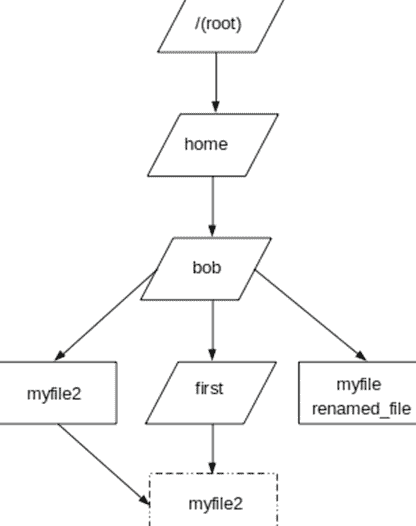 /(root)
home
bob
myfile2
first
myfile
renamed_file
myfile2